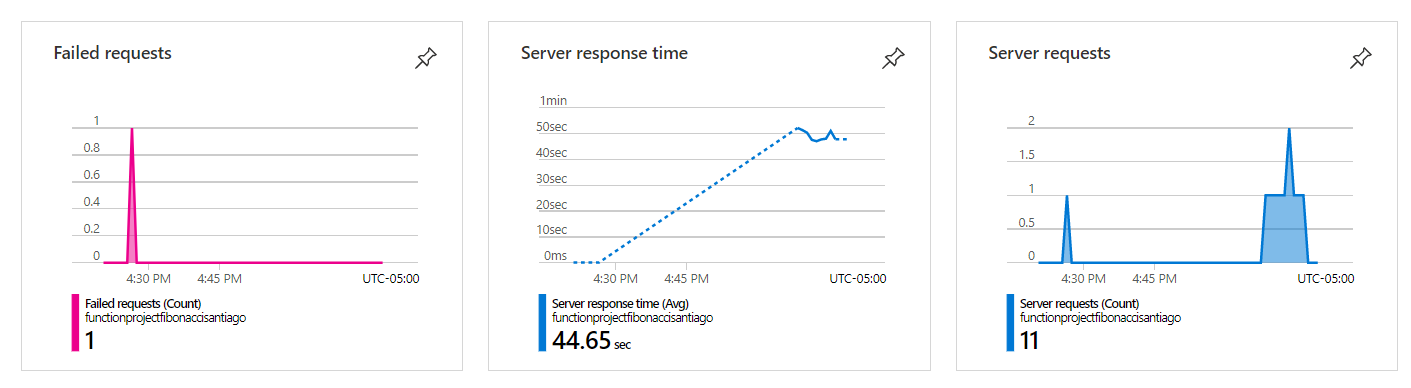 Failed requests
1
0.8
0.6
0.4
0.2
0
4:30 PM 4:45 PM UTC-05:00
Failed requests (Count)
functionprojectfibonaccisantiago
1
Server response time
1min
50sec
40sec
30sec
20sec
10sec
0ms
4:30 PM 4:45 PM UTC-05:00
Server response time (Avg)
functionprojectfibonaccisantiago
44.65 sec
Server requests
2
1.5
1
0.5
0
4:30 PM 4:45 PM UTC-05:00
Server requests (Count)
functionprojectfibonaccisantiago
11